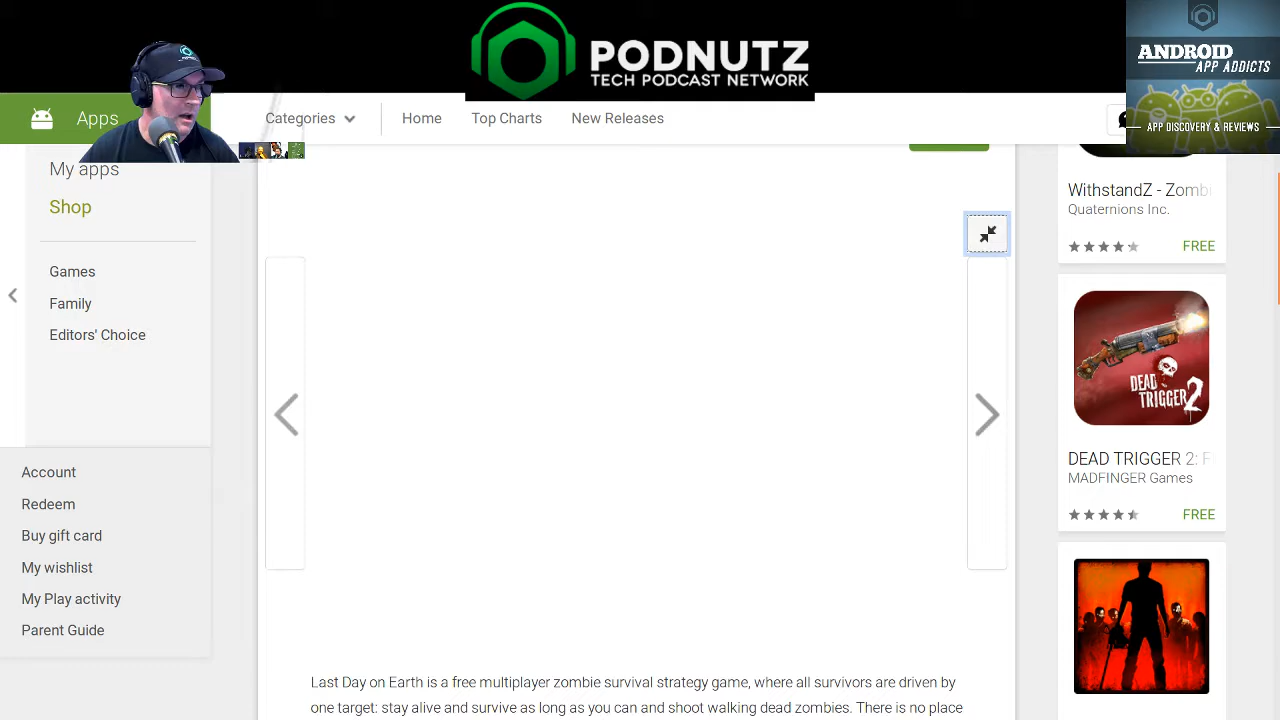 PODNUTZ
TECH PODCAST NETWORK
ANDROID
APP ADDICTS
APP DISCOVERY & REVIEWS
Apps
Categories
Home
Top Charts
New Releases
My apps
Shop
Games
Family
Editors' Choice
Account
Redeem
Buy gift card
My wishlist
My Play activity
Parent Guide
WithstandZ - Zombi
Quaternions Inc.
FREE
DEAD
TRIGGER
2
DEAD TRIGGER 2: F
MADFINGER Games
FREE
Last Day on Earth is a free multiplayer zombie survival strategy game, where all survivors are driven by
one target: stay alive and survive as long as you can and shoot walking dead zombies. There is no place